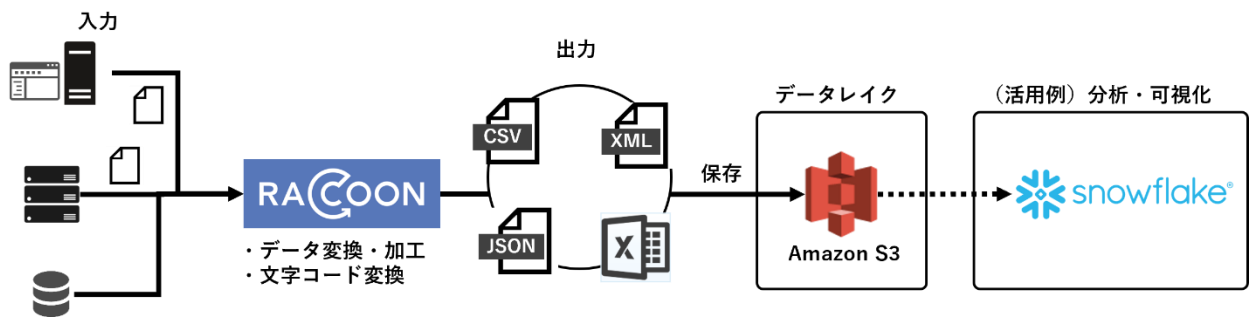 入力
出力
データレイク
（活用例）分析・可視化
CSV
XML
保存
RACCOON
snowflake®
・データ変換・加工
・文字コード変換
JSON
X
Amazon S3